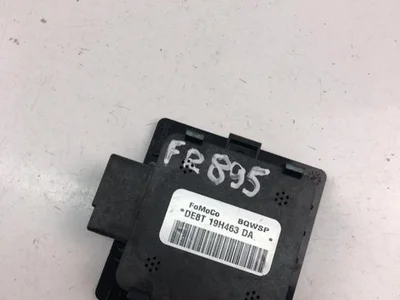 FR895
FoMoCo BQWSP
*DE8T 19H463 DA*